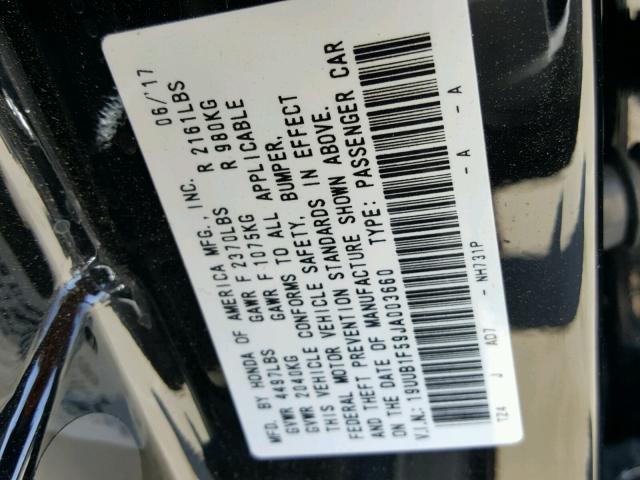 MFD. BY HONDA OF AMERICA MFG., INC. 06/'17
GVWR 4497LBS GAWR F 2370LBS R 2161LBS
GVWR 2040KG GAWR F 1075KG R 980KG
THIS VEHICLE CONFORMS TO ALL APPLICABLE
FEDERAL MOTOR VEHICLE SAFETY, BUMPER,
AND THEFT PREVENTION STANDARDS IN EFFECT
ON THE DATE OF MANUFACTURE SHOWN ABOVE.
V.I.N.: 19UUB1F59JA003660 TYPE: PASSENGER CAR
T24 J AD7 - NH731P - A - A